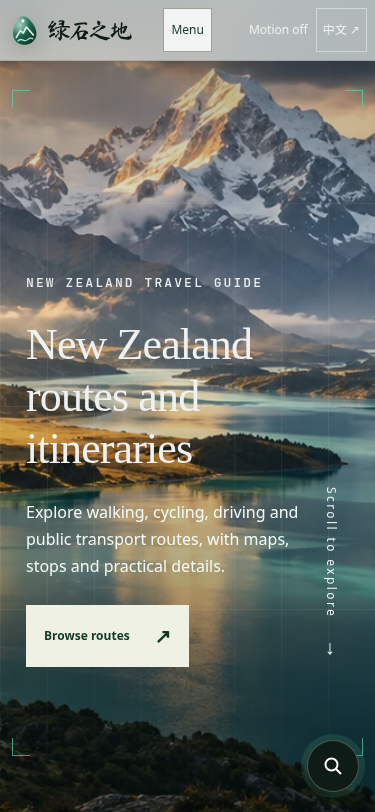 绿石之地
Menu
Motion off
中文 ↗
NEW ZEALAND TRAVEL GUIDE
New Zealand
routes and
itineraries
Explore walking, cycling, driving and
public transport routes, with maps,
stops and practical details.
Browse routes ↗
Scroll to explore →